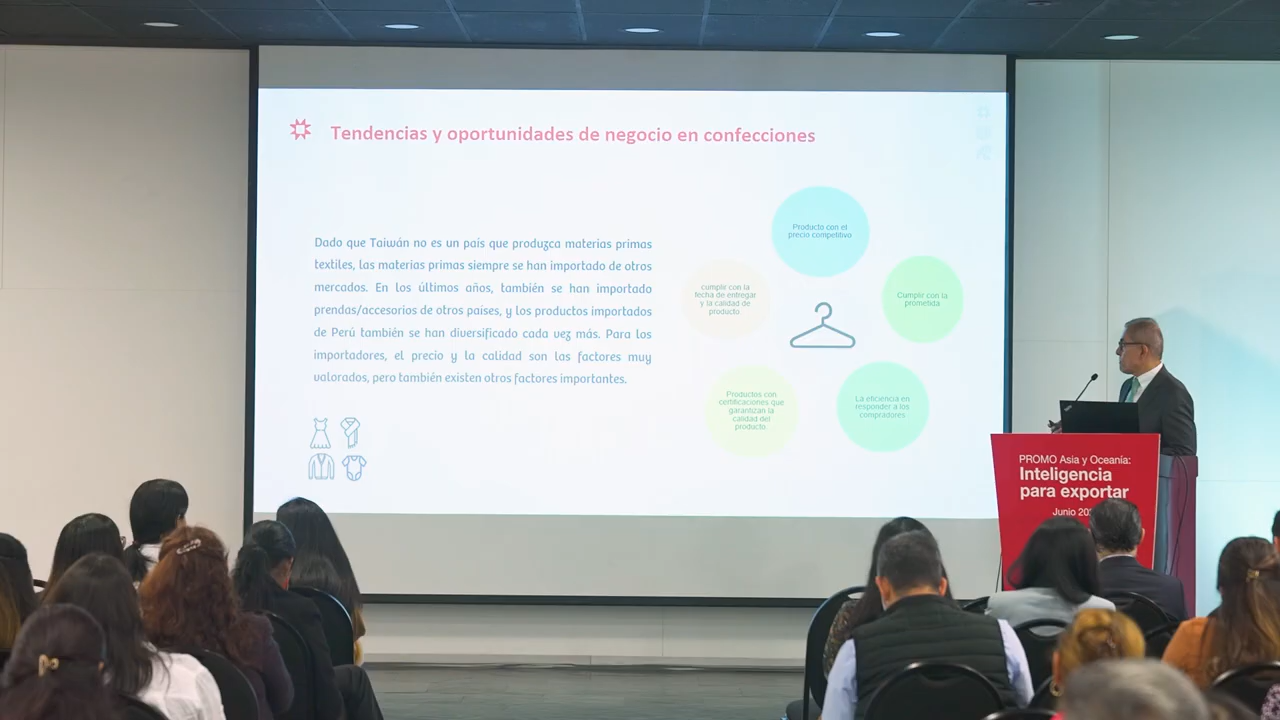 Tendencias y oportunidades de negocio en confecciones
Dado que Taiwán no es un país que produzca materias primas
textiles, las materias primas siempre se han importado de otros
mercados. En los últimos años, también se han importado
prendas/accesorios de otros países, y los productos importados
de Perú también se han diversificado cada vez más. Para los
importadores, el precio y la calidad son las factores muy
valorados, pero también existen otros factores importantes.
Producto con el
precio competitivo
cumplir con la
fecha de entregar
y la calidad de
producto
Cumplir con la
prometida
Productos con
certificaciones que
garantizan la
calidad del
producto.
La eficiencia en
responder a los
compradores
PROMO Asia y Oceanía:
Inteligencia
para exportar
Junio